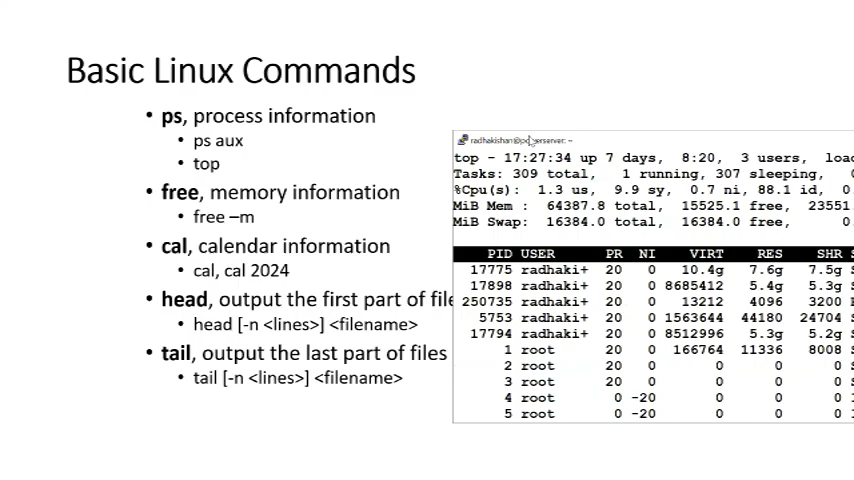 Basic Linux Commands
• ps, process information
• ps aux
• top
• free, memory information
• free –m
• cal, calendar information
• cal, cal 2024
• head, output the first part of file
• head [-n <lines>] <filename>
• tail, output the last part of files
• tail [-n <lines>] <filename>
top - 17:27:34 up 7 days, 8:20, 3 users, load
Tasks: 309 total, 1 running, 307 sleeping, 0
%Cpu(s): 1.3 us, 9.9 sy, 0.7 ni, 88.1 id, 0.
MiB Mem : 64387.8 total, 15525.1 free, 23551.
MiB Swap: 16384.0 total, 16384.0 free, 0.
PID USER PR NI VIRT RES SHR
17775 radhaki+ 20 0 10.4g 7.6g 7.5g
17898 radhaki+ 20 0 8685412 5.4g 5.3g
250735 radhaki+ 20 0 13212 4096 3200
5753 radhaki+ 20 0 1563644 44180 24704
17794 radhaki+ 20 0 8512996 5.3g 5.2g
1 root 20 0 166764 11336 8008
2 root 20 0 0 0 0
3 root 20 0 0 0 0
4 root 0 -20 0 0 0
5 root 0 -20 0 0 0